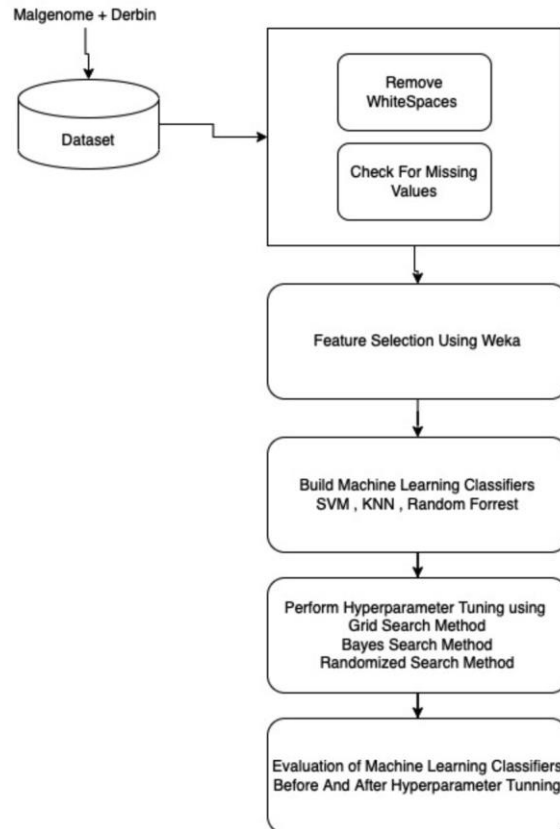 Malgenome + Derbin
Dataset
Remove
WhiteSpaces
Check For Missing
Values
Feature Selection Using Weka
Build Machine Learning Classifiers
SVM , KNN , Random Forrest
Perform Hyperparameter Tuning using
Grid Search Method
Bayes Search Method
Randomized Search Method
Evaluation of Machine Learning Classifiers
Before And After Hyperparameter Tunning